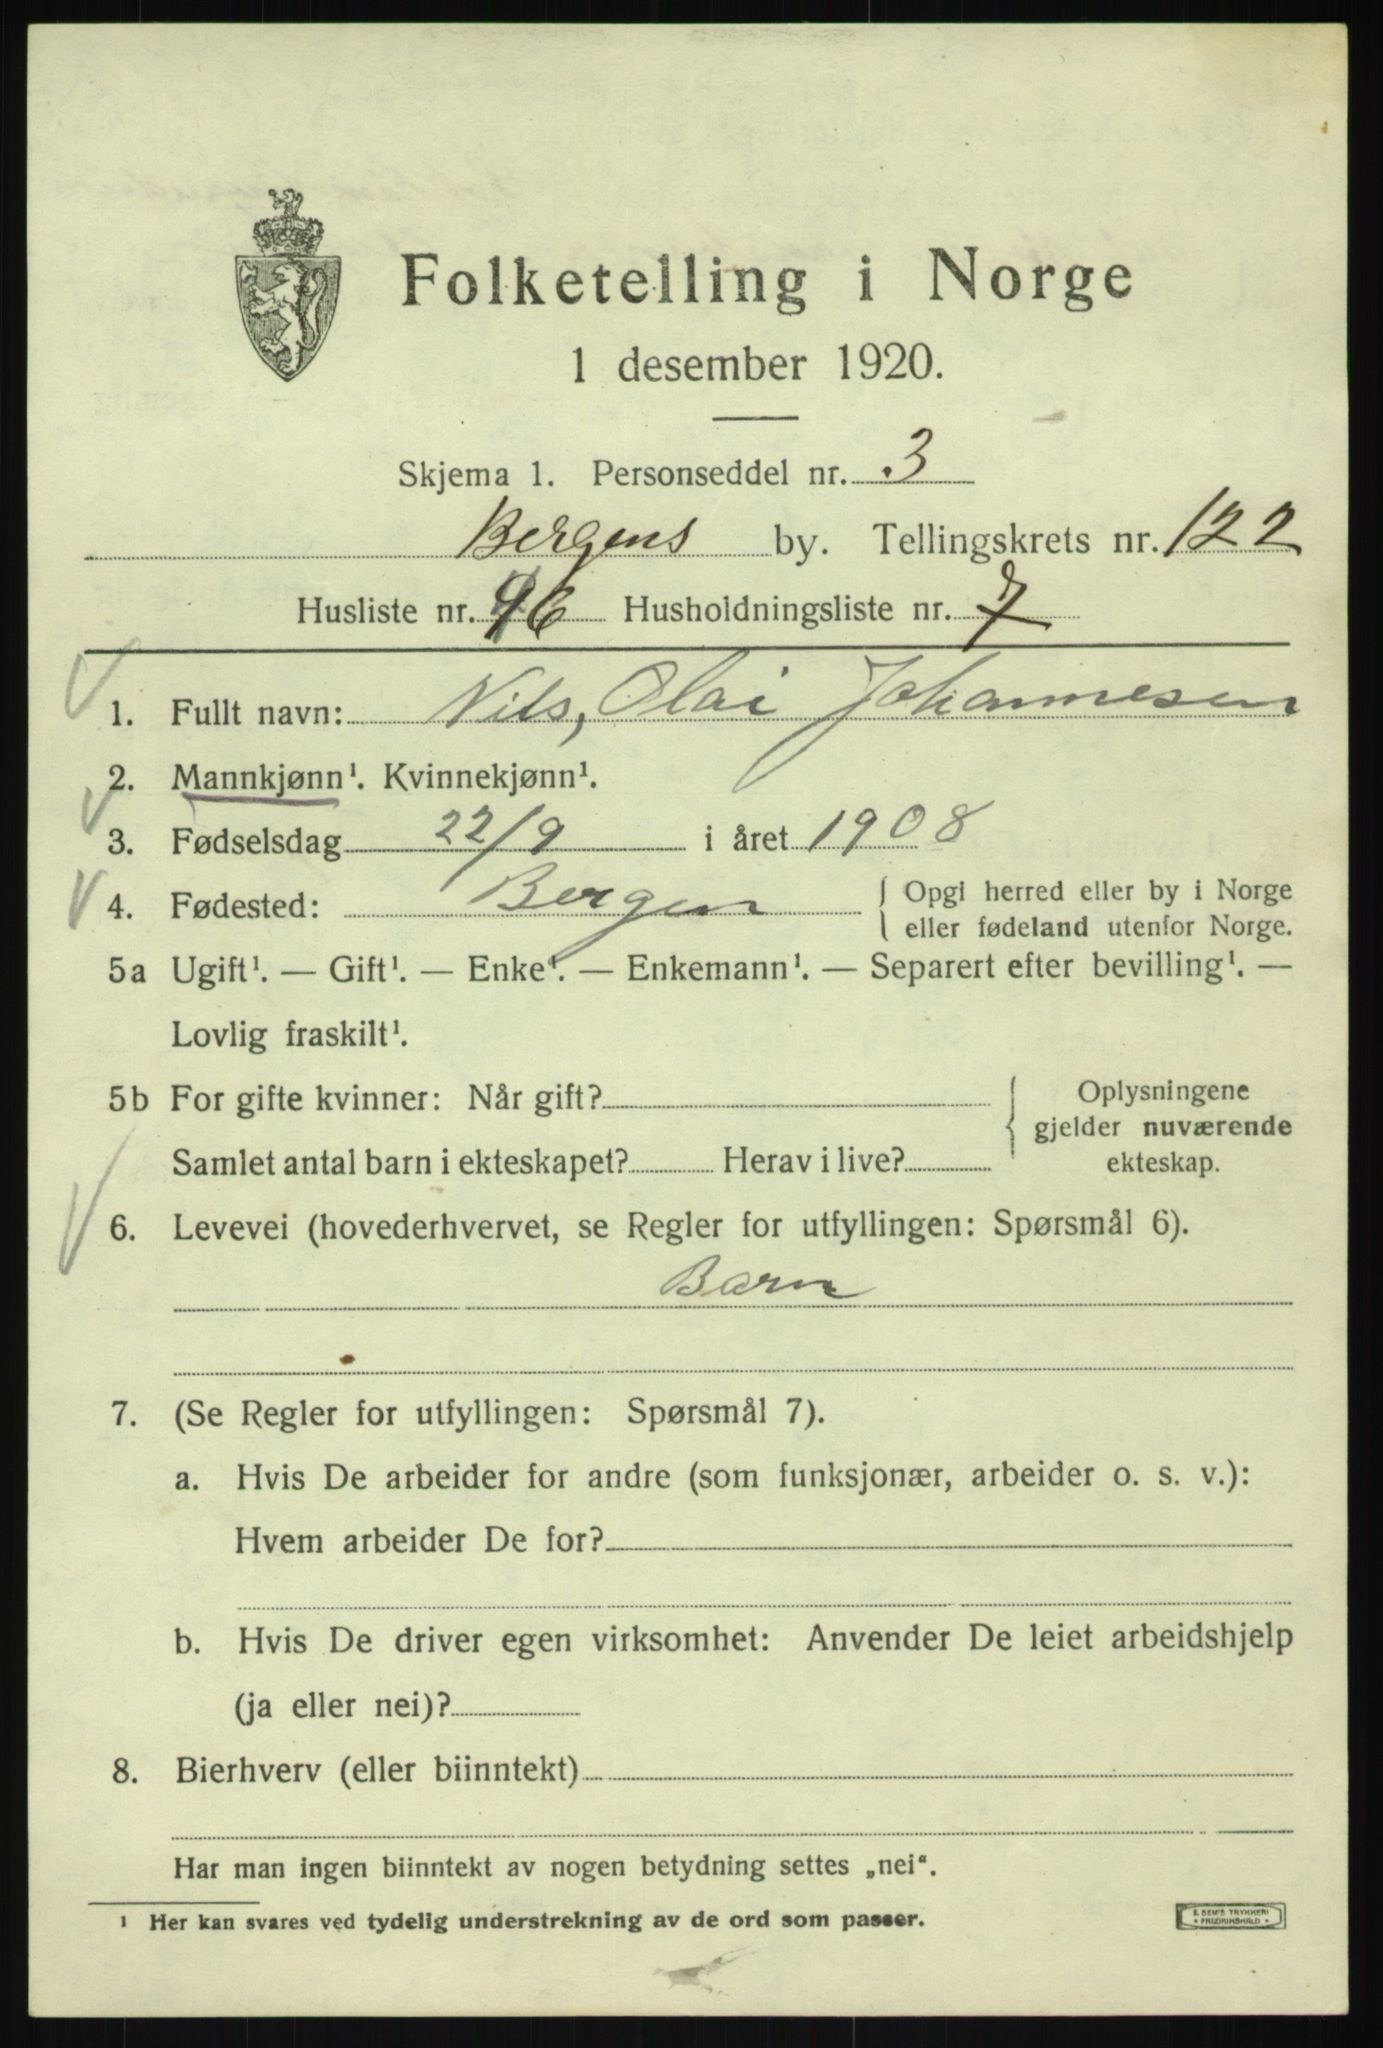 Folketelling i Norge
1 desember 1920.
Skjema 1. Personseddel nr. 3
Bergens by. Tellingskrets nr. 122
Husliste nr. 6 Husholdningsliste nr. 7
1. Fullt navn: Nils, Olai Johannesen
2. Mannkjønn¹. Kvinnekjønn¹.
3. Fødselsdag 22/9 i året 1908
4. Fødested: Bergen { Opgi herred eller by i Norge
eller fødeland utenfor Norge.
5a Ugift¹. — Gift¹. — Enke¹. — Enkemann¹. — Separert efter bevilling¹. —
Lovlig fraskilt¹.
5b For gifte kvinner: Når gift? { Oplysningene
gjelder nuværende
Samlet antal barn i ekteskapet? Herav i live? ekteskap.
6. Levevei (hovederhvervet, se Regler for utfyllingen: Spørsmål 6).
Barn
7. (Se Regler for utfyllingen: Spørsmål 7).
a. Hvis De arbeider for andre (som funksjonær, arbeider o. s. v.):
Hvem arbeider De for?
b. Hvis De driver egen virksomhet: Anvender De leiet arbeidshjelp
(ja eller nei)?
8. Bierhverv (eller biinntekt)
Har man ingen biinntekt av nogen betydning settes „nei“.
¹ Her kan svares ved tydelig understrekning av de ord som passer.
E. SEM'S TRYKKERI
• FREDRIKSHALD •